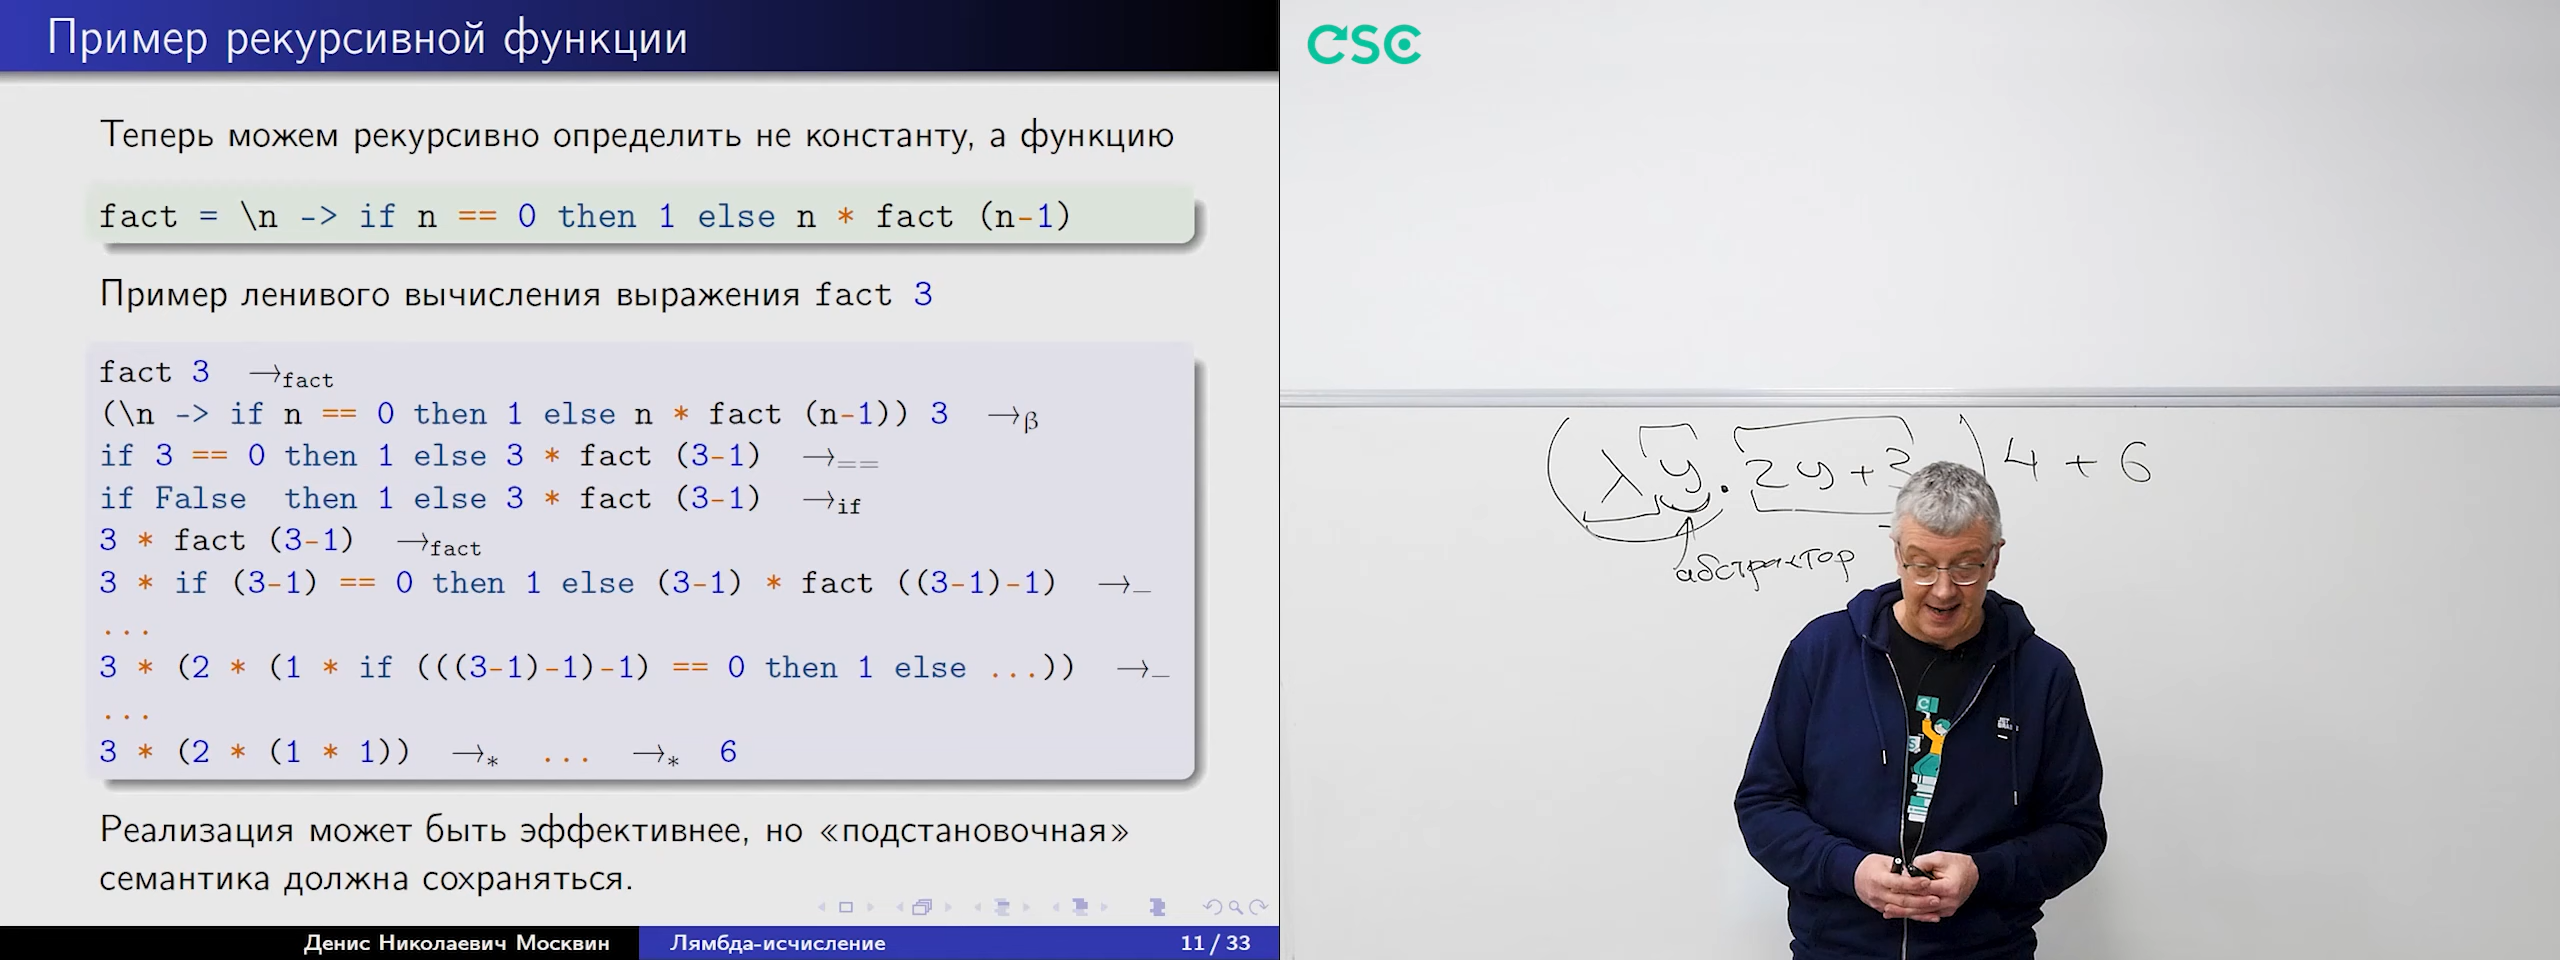 Пример рекурсивной функции
Теперь можем рекурсивно определить не константу, а функцию
fact = \n -> if n == 0 then 1 else n * fact (n-1)
Пример ленивого вычисления выражения fact 3
fact 3 →fact
(\n -> if n == 0 then 1 else n * fact (n-1)) 3 →β
if 3 == 0 then 1 else 3 * fact (3-1) →==
if False then 1 else 3 * fact (3-1) →if
3 * fact (3-1) →fact
3 * if (3-1) == 0 then 1 else (3-1) * fact ((3-1)-1) →_
...
3 * (2 * (1 * if (((3-1)-1)-1) == 0 then 1 else ...)) →_
...
3 * (2 * (1 * 1)) →* ... →* 6
Реализация может быть эффективнее, но «подстановочная»
семантика должна сохраняться.
Денис Николаевич Москвин
Лямбда-исчисление
11 / 33
CSC
(λy. 2y+3) 4 + 6
абстрактор